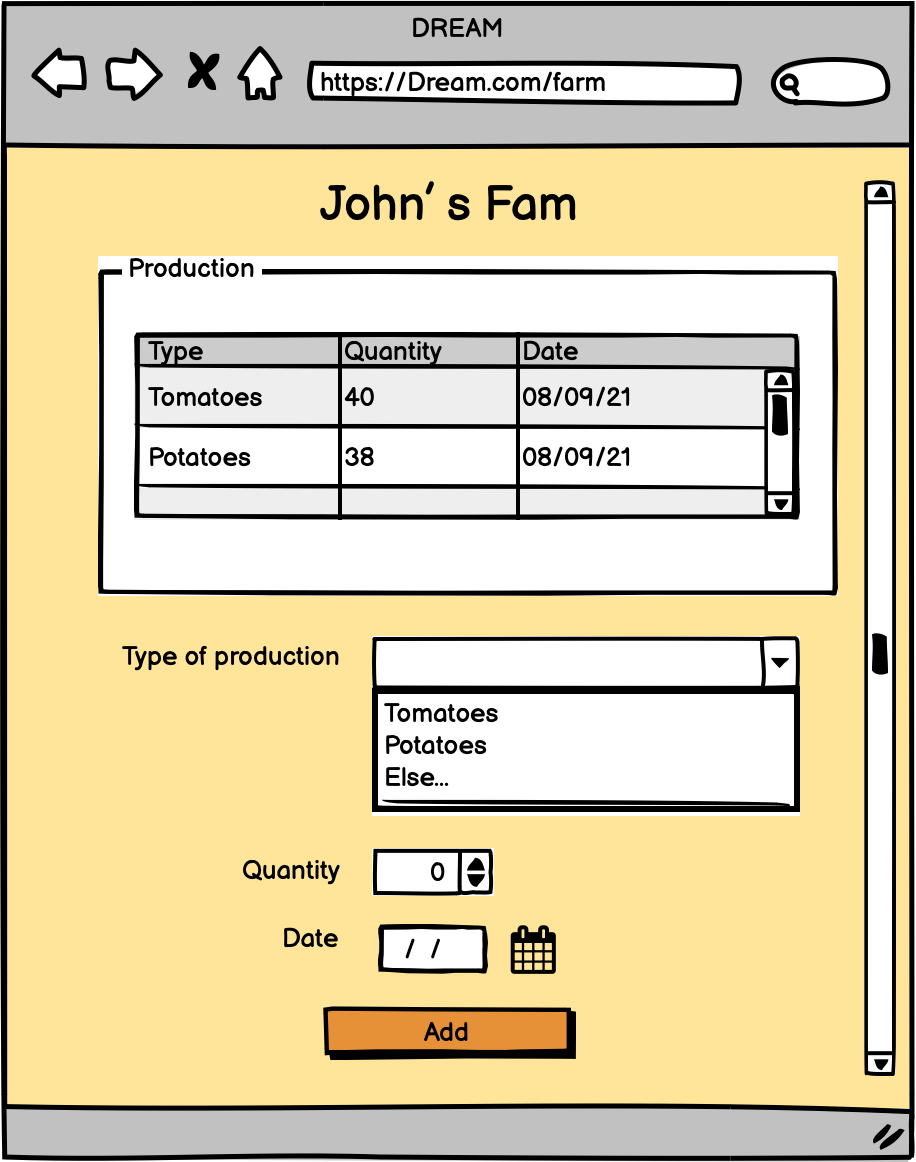 DREAM
https://Dream.com/farm
John's Fam
Production
Type Quantity Date
Tomatoes 40 08/09/21
Potatoes 38 08/09/21
Type of production
Tomatoes
Potatoes
Else...
Quantity 0
Date / /
Add